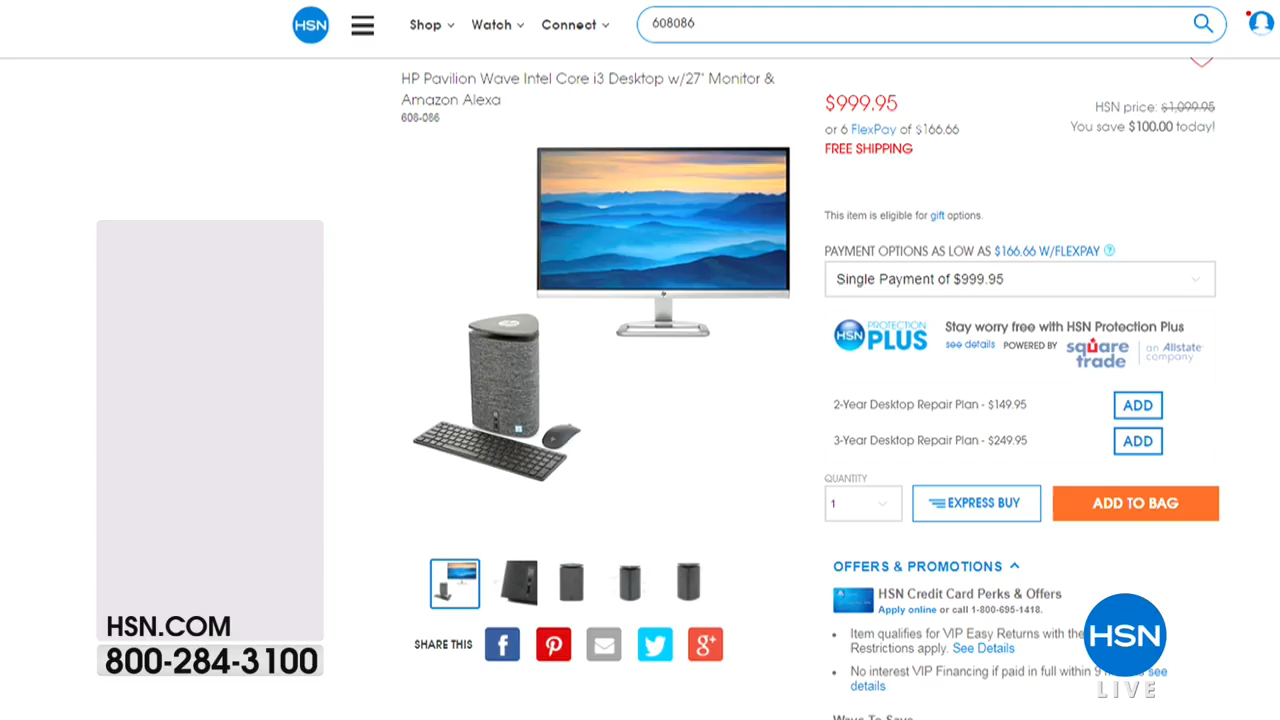 HSN
Shop
Watch
Connect
608086
HP Pavilion Wave Intel Core i3 Desktop w/27" Monitor &
Amazon Alexa
608-086
$999.95
HSN price: $1,099.95
or 6 FlexPay of $166.66
You save $100.00 today!
FREE SHIPPING
This item is eligible for gift options.
PAYMENT OPTIONS AS LOW AS $166.66 W/FLEXPAY ?
Single Payment of $999.95
HSN PROTECTION PLUS
Stay worry free with HSN Protection Plus
see details POWERED BY square trade an Allstate company
2-Year Desktop Repair Plan - $149.95 ADD
3-Year Desktop Repair Plan - $249.95 ADD
QUANTITY
1
EXPRESS BUY
ADD TO BAG
OFFERS & PROMOTIONS
HSN Credit Card Perks & Offers
Apply online or call 1-800-695-1418.
• Item qualifies for VIP Easy Returns with the
Restrictions apply. See Details
• No interest VIP Financing if paid in full within 9 see
details
SHARE THIS f g+
HSN.COM
800-284-3100
HSN
LIVE
Ways To Save